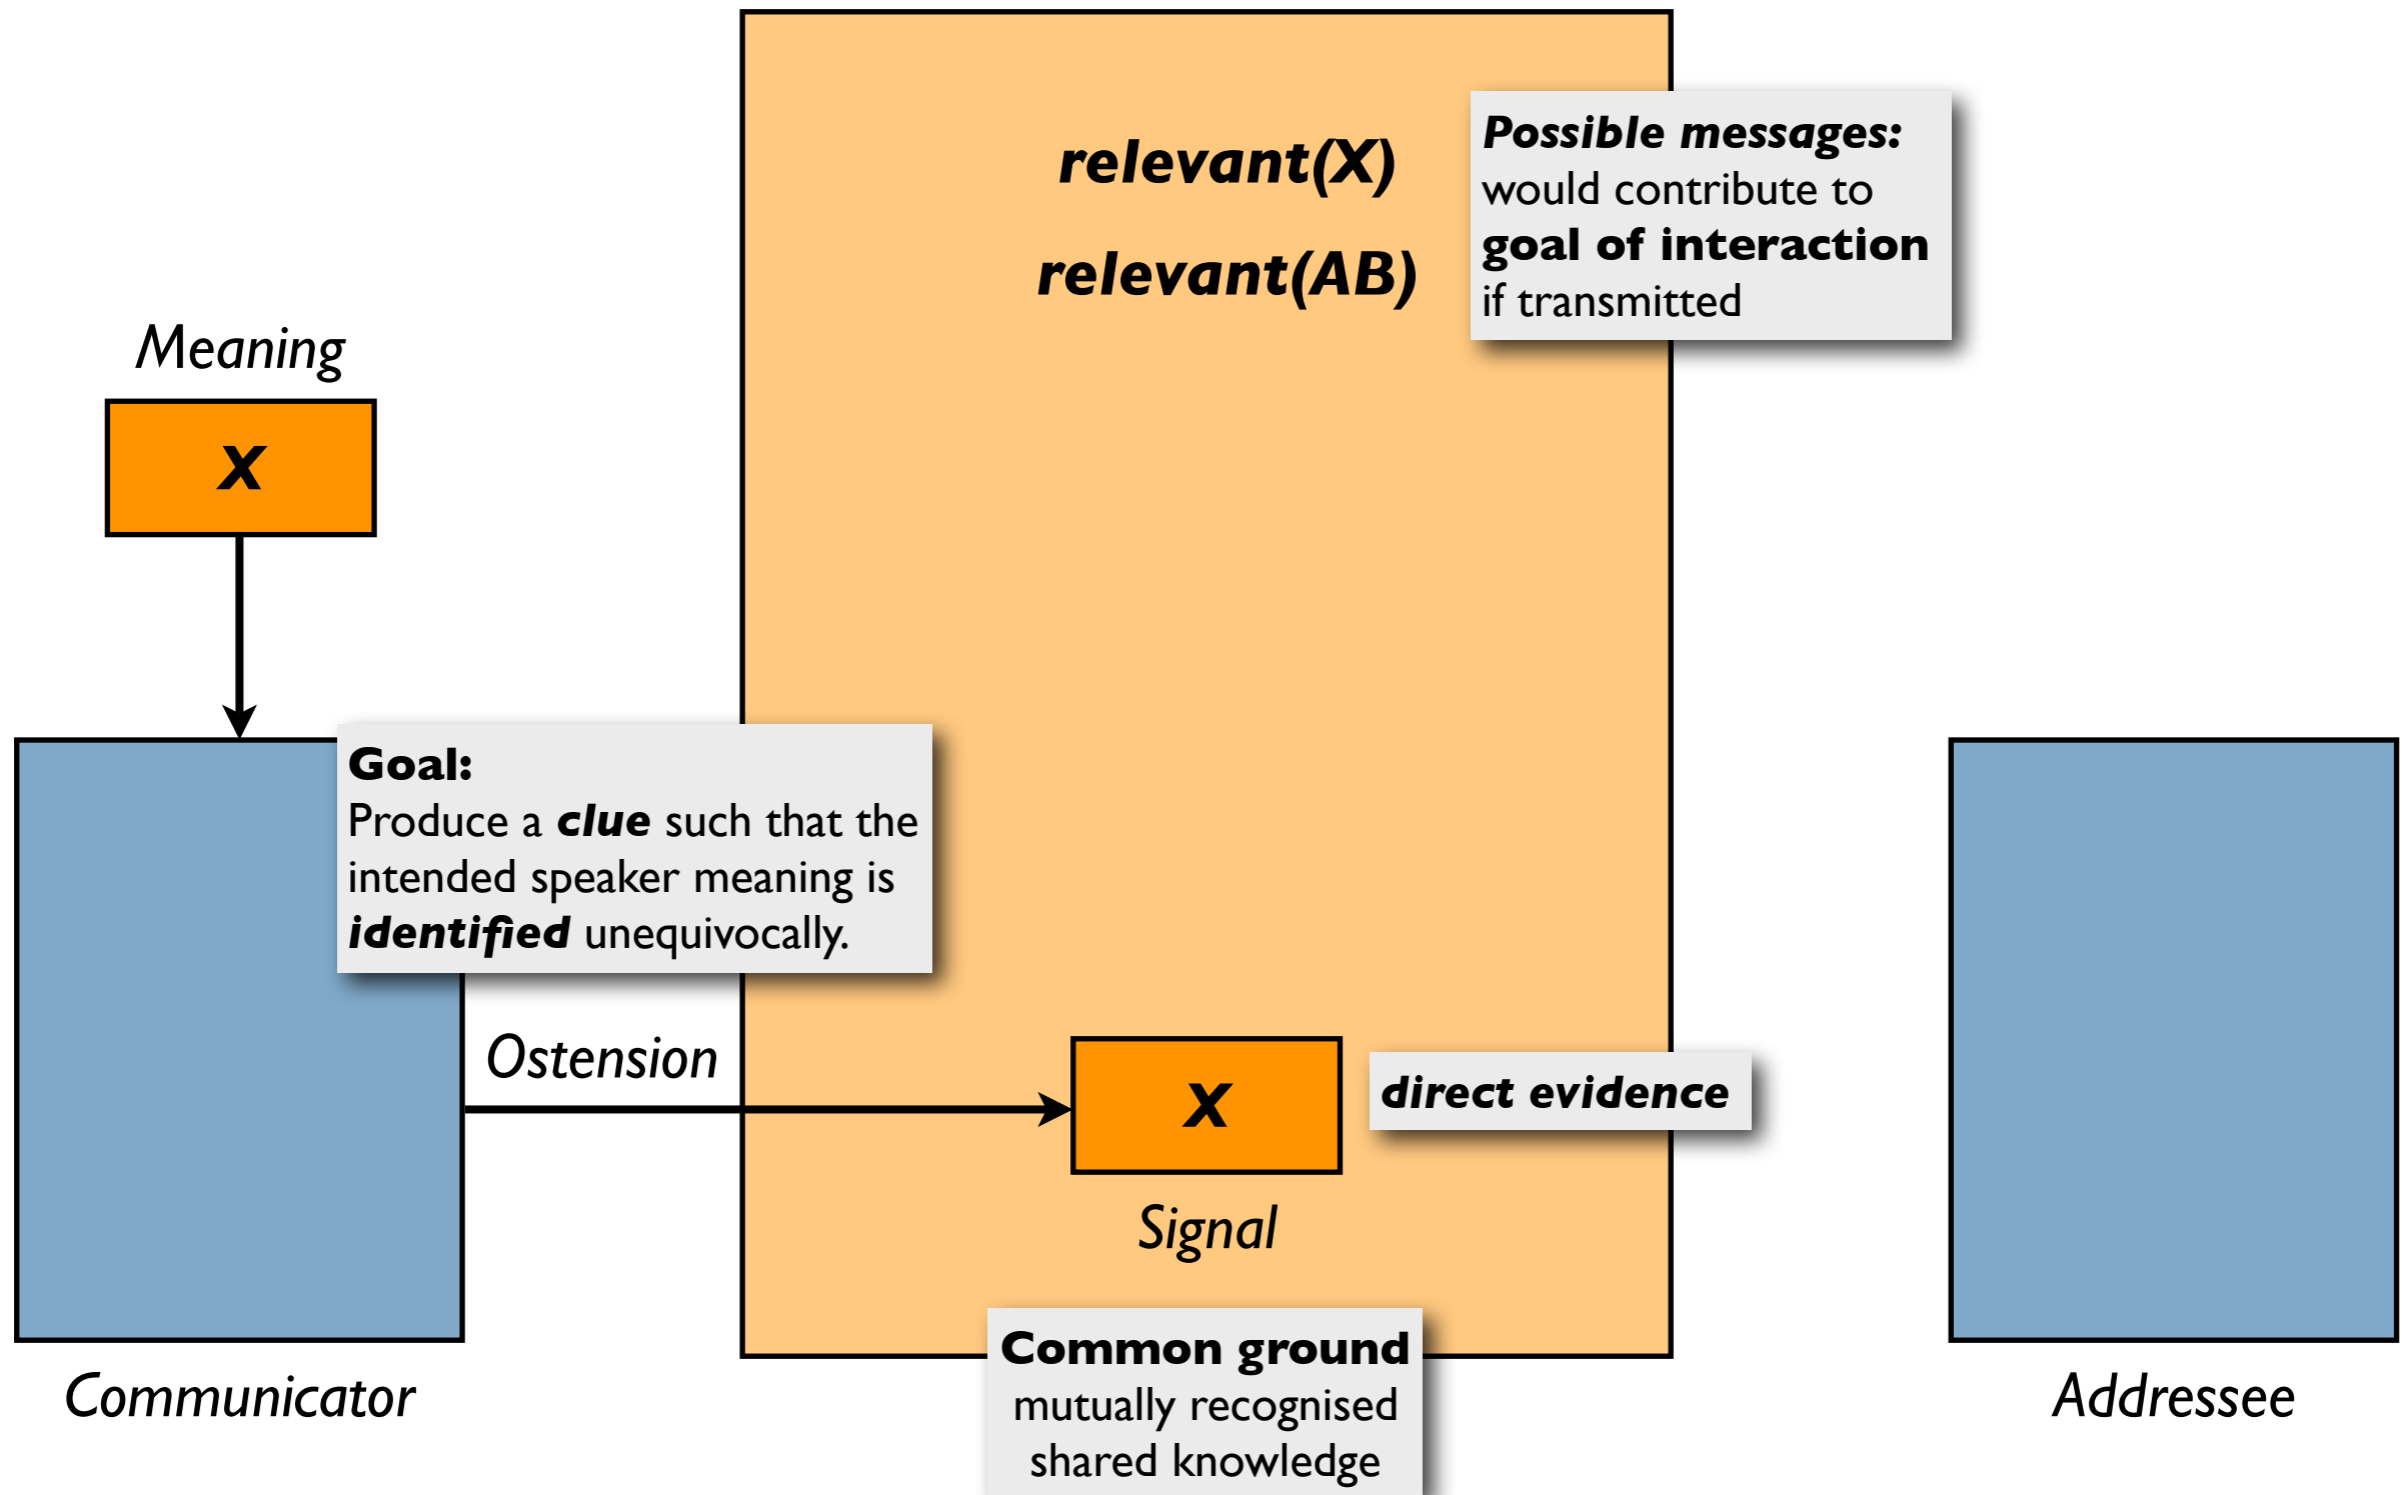 relevant(X)
relevant(AB)
Possible messages:
would contribute to
goal of interaction
if transmitted
Meaning
X
Goal:
Produce a clue such that the
intended speaker meaning is
identified unequivocally.
Ostension
X
direct evidence
Signal
Common ground
mutually recognised
shared knowledge
Communicator
Addressee